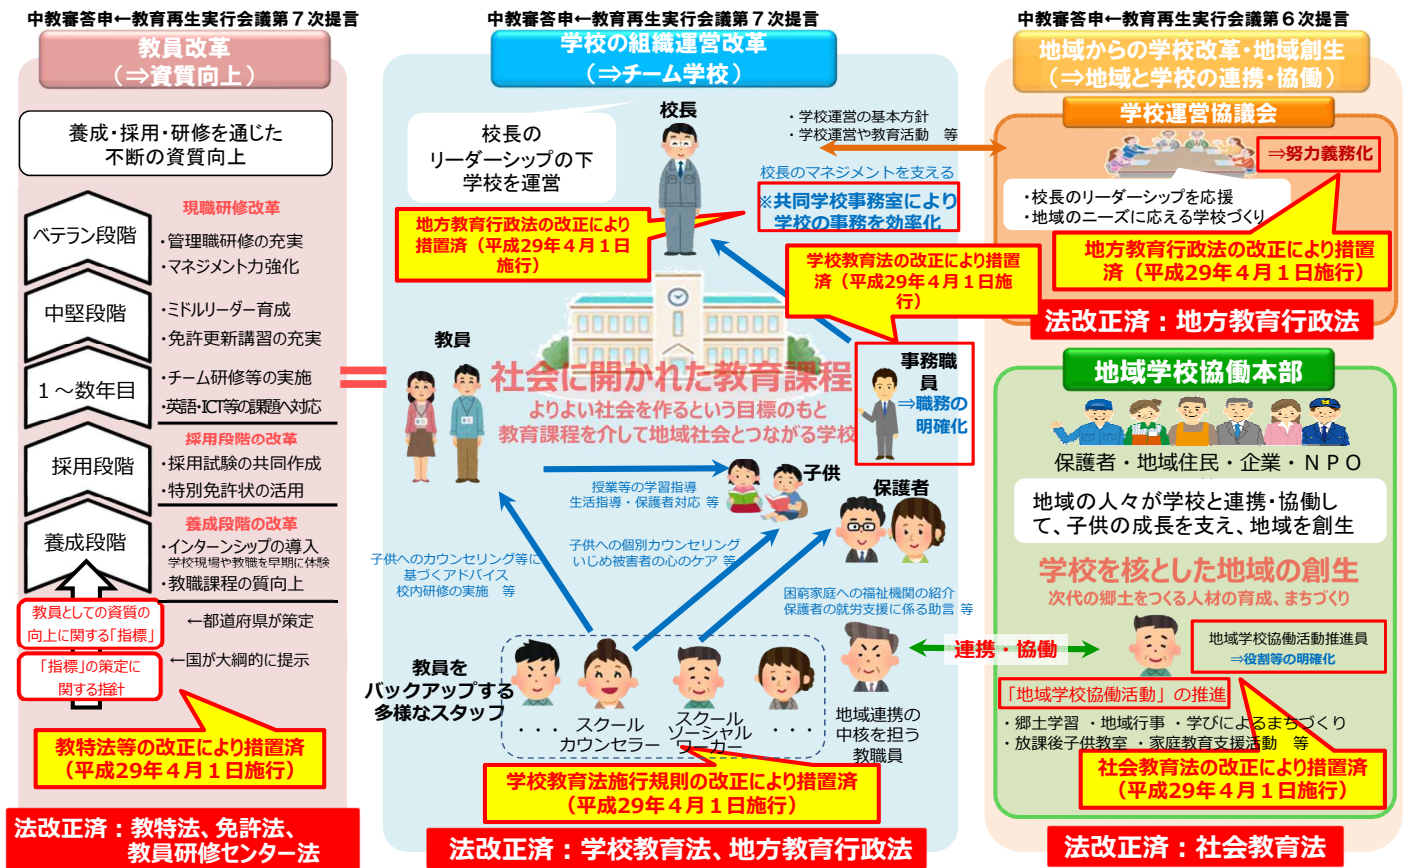 中教審答申←教育再生実行会議第７次提言
教員改革
（⇒資質向上）
養成・採用・研修を通じた
不断の資質向上
ベテラン段階
現職研修改革
・管理職研修の充実
・マネジメント力強化
中堅段階
・ミドルリーダー育成
・免許更新講習の充実
１～数年目
・チーム研修等の実施
・英語・ICT等の課題へ対応
採用段階
採用段階の改革
・採用試験の共同作成
・特別免許状の活用
養成段階
養成段階の改革
・インターンシップの導入
学校現場や教職を早期に体験
・教職課程の質向上
教員としての資質の
向上に関する「指標」
←都道府県が策定
「指標」の策定に
関する指針
←国が大綱的に提示
教特法等の改正により措置済
（平成29年４月１日施行）
法改正済：教特法、免許法、
教員研修センター法
＝
中教審答申←教育再生実行会議第７次提言
学校の組織運営改革
（⇒チーム学校）
校長
校長の
リーダーシップの下
学校を運営
・学校運営の基本方針
・学校運営や教育活動　等
校長のマネジメントを支える
※共同学校事務室により
学校の事務を効率化
地方教育行政法の改正により
措置済（平成29年４月１日
施行）
学校教育法の改正により措置
済（平成29年４月１日施
行）
教員
社会に開かれた教育課程
よりよい社会を作るという目標のもと
教育課程を介して地域社会とつながる学校
事務職
員
⇒職務の
明確化
授業等の学習指導
生活指導・保護者対応 等
子供
保護者
子供へのカウンセリング等に
基づくアドバイス
校内研修の実施　等
子供への個別カウンセリング
いじめ被害者の心のケア 等
困窮家庭への福祉機関の紹介
保護者の就労支援に係る助言 等
教員を
バックアップする
多様なスタッフ
・・・
スクール
カウンセラー
スクール
ソーシャル
ワーカー
・・・
地域連携の
中核を担う
教職員
学校教育法施行規則の改正により措置済
（平成29年４月１日施行）
法改正済：学校教育法、地方教育行政法
連携・協働
中教審答申←教育再生実行会議第６次提言
地域からの学校改革・地域創生
（⇒地域と学校の連携・協働）
学校運営協議会
⇒努力義務化
・校長のリーダーシップを応援
・地域のニーズに応える学校づくり
地方教育行政法の改正により措置
済（平成29年４月１日施行）
法改正済：地方教育行政法
地域学校協働本部
保護者・地域住民・企業・ＮＰＯ
地域の人々が学校と連携・協働し
て、子供の成長を支え、地域を創生
学校を核とした地域の創生
次代の郷土をつくる人材の育成、まちづくり
地域学校協働活動推進員
⇒役割等の明確化
「地域学校協働活動」の推進
・郷土学習 ・地域行事 ・学びによるまちづくり
・放課後子供教室 ・家庭教育支援活動　等
社会教育法の改正により措置済
（平成29年４月１日施行）
法改正済：社会教育法